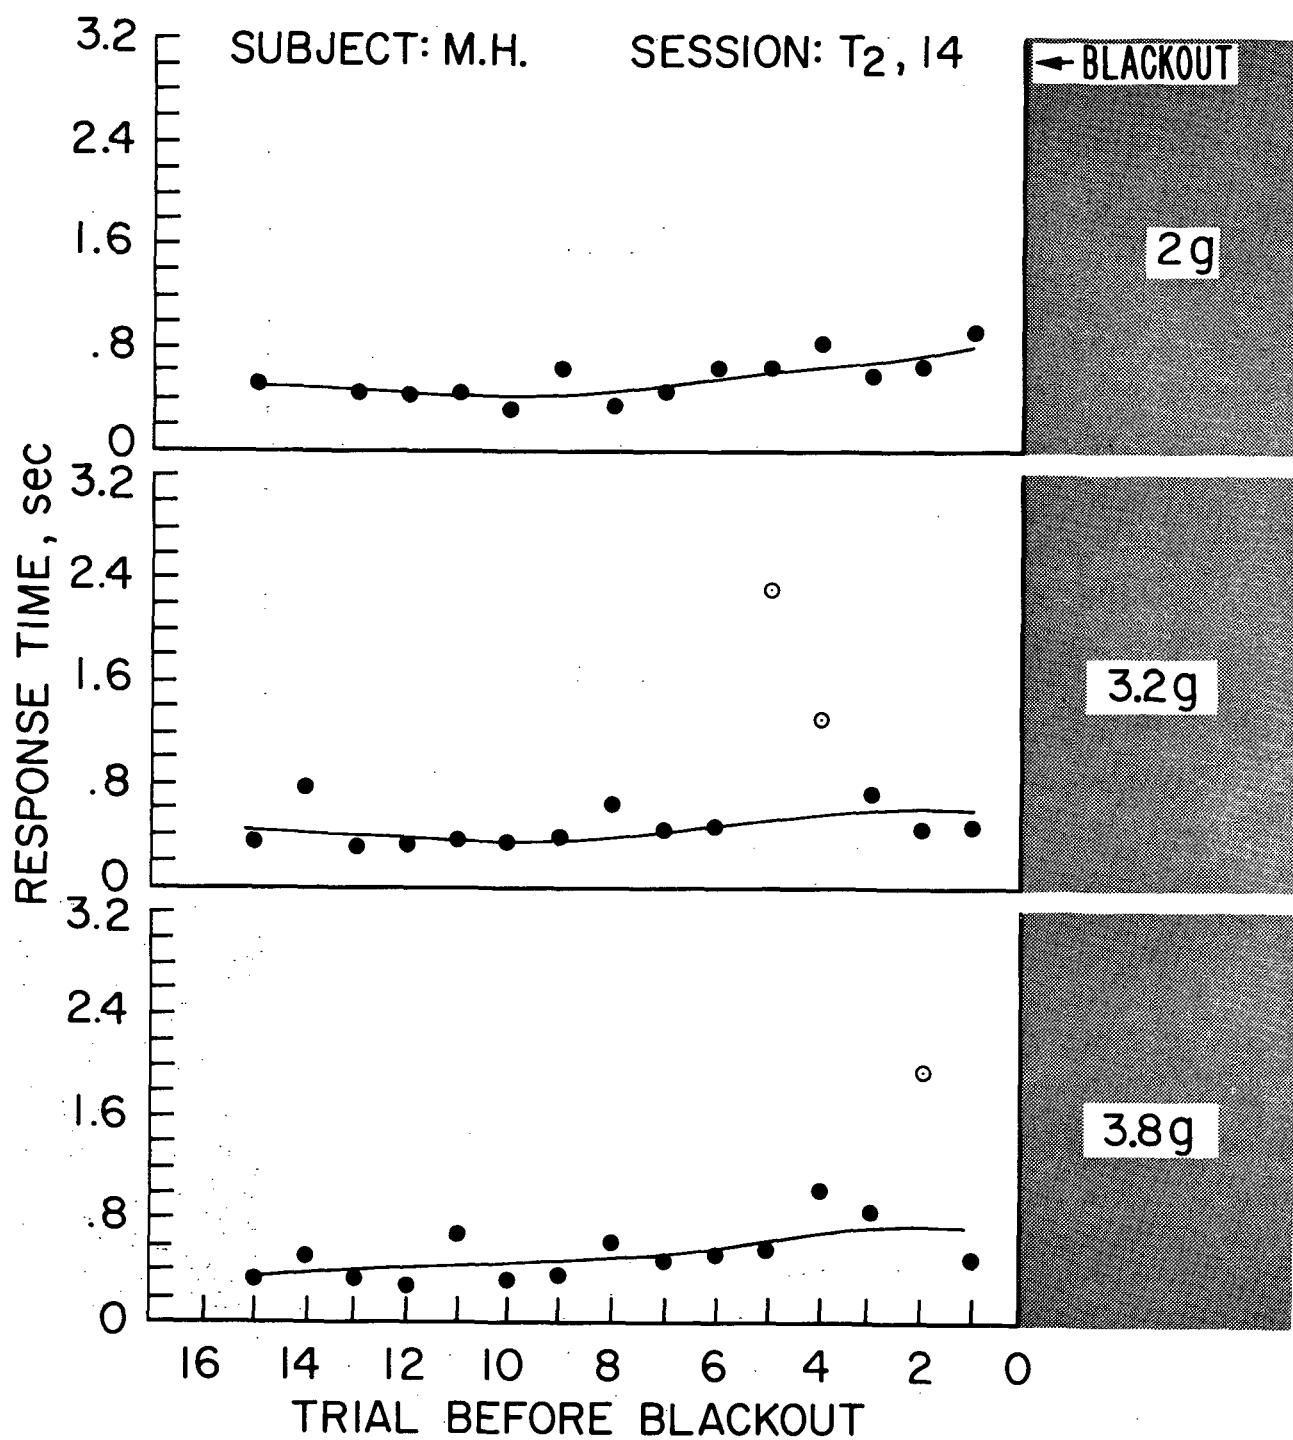 SUBJECT: M.H. SESSION: T2, 14
← BLACKOUT
3.2
2.4
1.6
.8
0
2g
RESPONSE TIME, sec
3.2
2.4
1.6
.8
0
3.2g
3.2
2.4
1.6
.8
0
3.8g
16 14 12 10 8 6 4 2 0
TRIAL BEFORE BLACKOUT